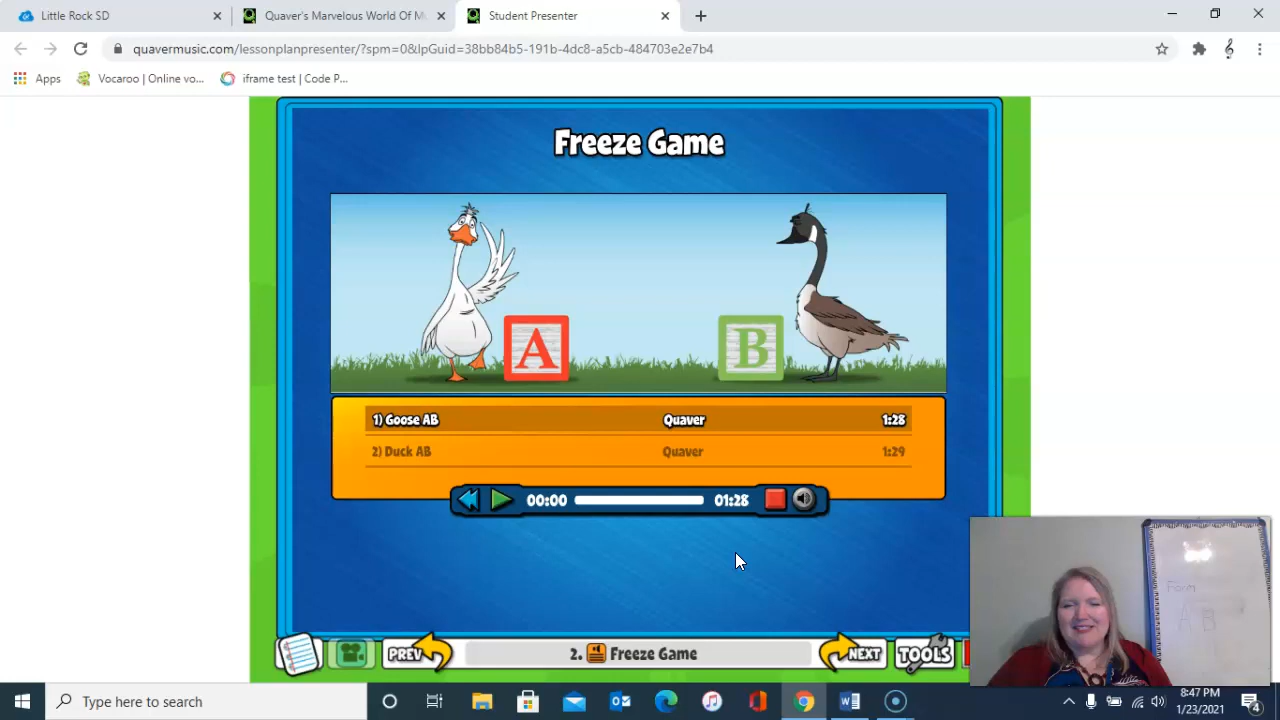 Little Rock SD
Quaver's Marvelous World Of M
Student Presenter
quavermusic.com/lessonplanpresenter/?spm=0&lpGuid=38bb84b5-191b-4dc8-a5cb-484703e2e7b4
Apps
Vocaroo | Online vo...
iframe test | Code P...
Freeze Game
A
B
1) Goose AB Quaver 1:28
2) Duck AB Quaver 1:29
00:00 01:28
Form
A B
PREV
2. Freeze Game
NEXT
TOOLS
Type here to search
8:47 PM
1/23/2021
4